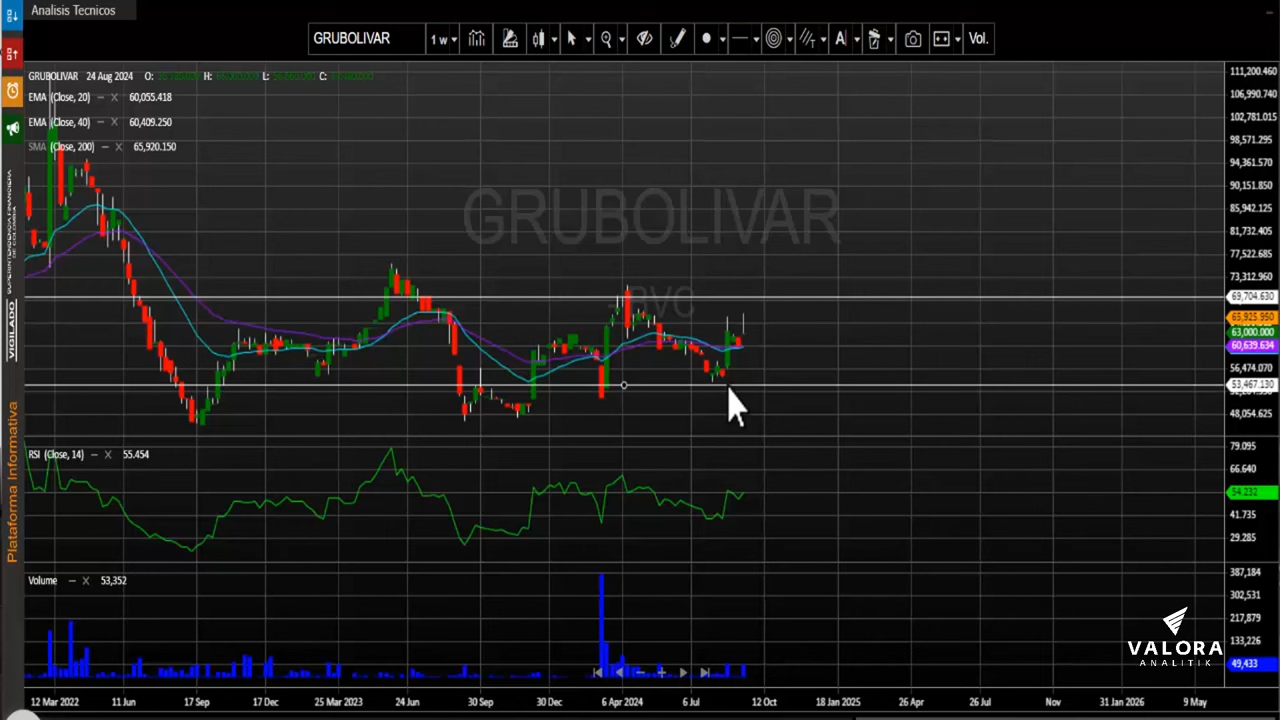 Analisis Tecnicos
GRUBOLIVAR
1 w
Vol.
GRUBOLIVAR 24 Aug 2024 O: H: L: C:
EMA (Close, 20) 60,055.418
EMA (Close, 40) 60,409.250
SMA (Close, 200) 65,920.150
GRUBOLIVAR
- BVC
111,200.460
106,990.740
102,781.015
98,571.295
94,361.570
90,151.850
85,942.125
81,732.405
77,522.685
73,312.960
69,704.630
65,925.950
63,000.000
60,639.634
56,474.070
53,467.130
48,054.625
RSI (Close, 14) 55.454
79.095
66.640
54.232
41.735
29.285
Volume 53,352
387,184
302,531
217,879
133,226
49,433
12 Mar 2022
11 Jun
17 Sep
17 Dec
25 Mar 2023
24 Jun
30 Sep
30 Dec
6 Apr 2024
6 Jul
12 Oct
18 Jan 2025
26 Apr
26 Jul
Nov
31 Jan 2026
9 May
VIGILADO
SUPERINTENDENCIA FINANCIERA
DE COLOMBIA
Plataforma Informativa
VALORA
ANALITIK